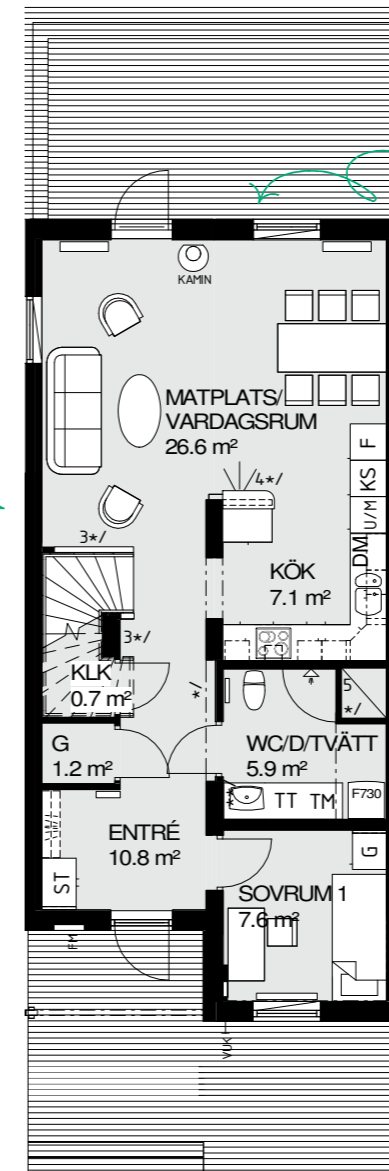 KAMIN
MATPLATS/
VARDAGSRUM
26.6 m²
F
KS
U/M
DM
4*/
3*/
KÖK
7.1 m²
3*/
KLK
0.7 m²
*/
5
*/
G
1.2 m²
WC/D/TVÄTT
5.9 m²
**
TT TM
F730
ENTRÉ
10.8 m²
ST
G
SOVRUM 1
7.6 m²
FM
VUK